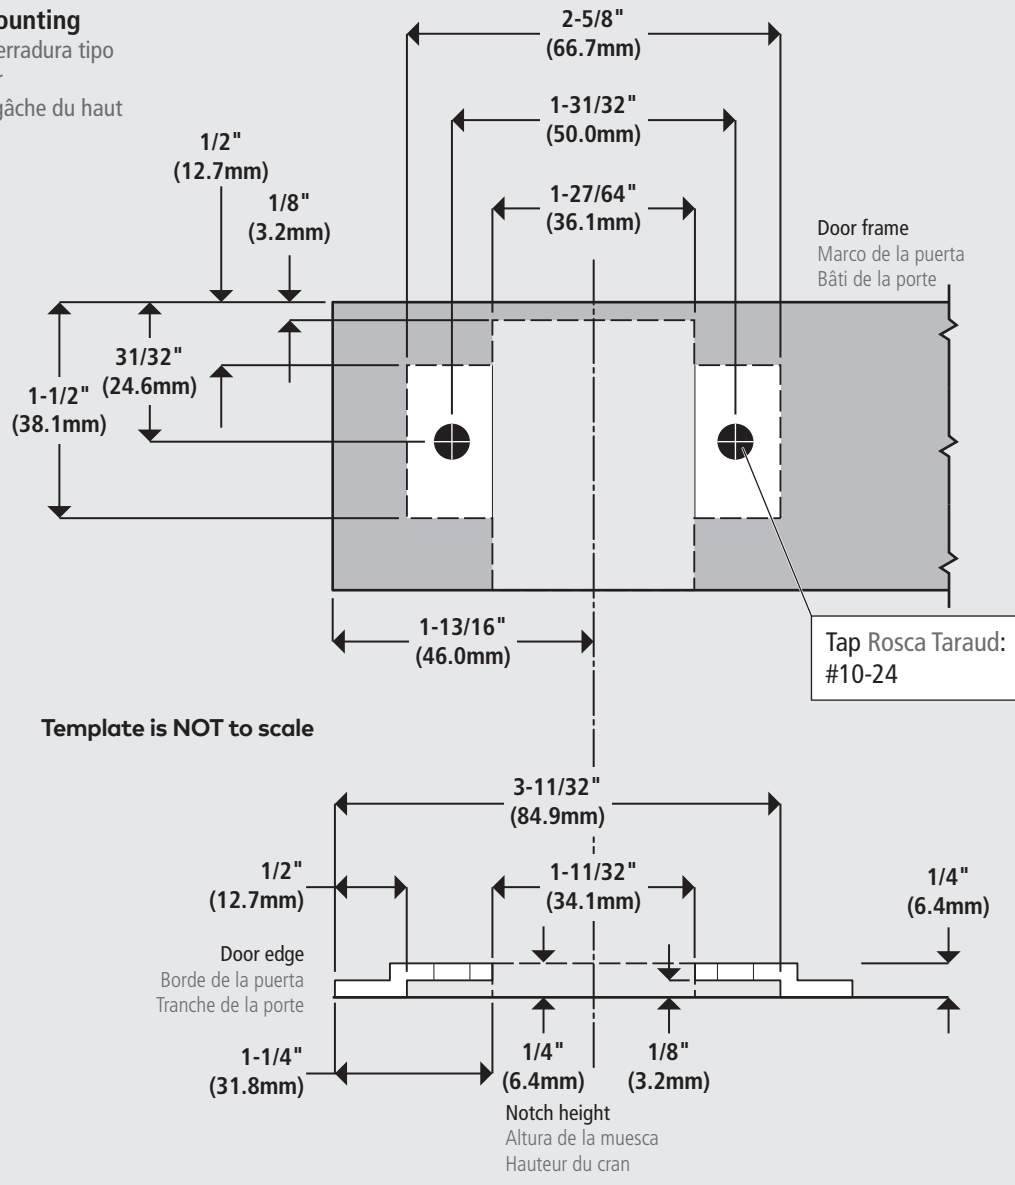 ounting
erradura tipo
gâche du haut
2-5/8"
(66.7mm)
1-31/32"
(50.0mm)
1/2"
(12.7mm)
1/8"
(3.2mm)
1-27/64"
(36.1mm)
Door frame
Marco de la puerta
Bâti de la porte
31/32"
(24.6mm)
1-1/2"
(38.1mm)
1-13/16"
(46.0mm)
Tap Rosca Taraud:
#10-24
Template is NOT to scale
3-11/32"
(84.9mm)
1/2"
(12.7mm)
1-11/32"
(34.1mm)
1/4"
(6.4mm)
Door edge
Borde de la puerta
Tranche de la porte
1-1/4"
(31.8mm)
1/4"
(6.4mm)
1/8"
(3.2mm)
Notch height
Altura de la muesca
Hauteur du cran